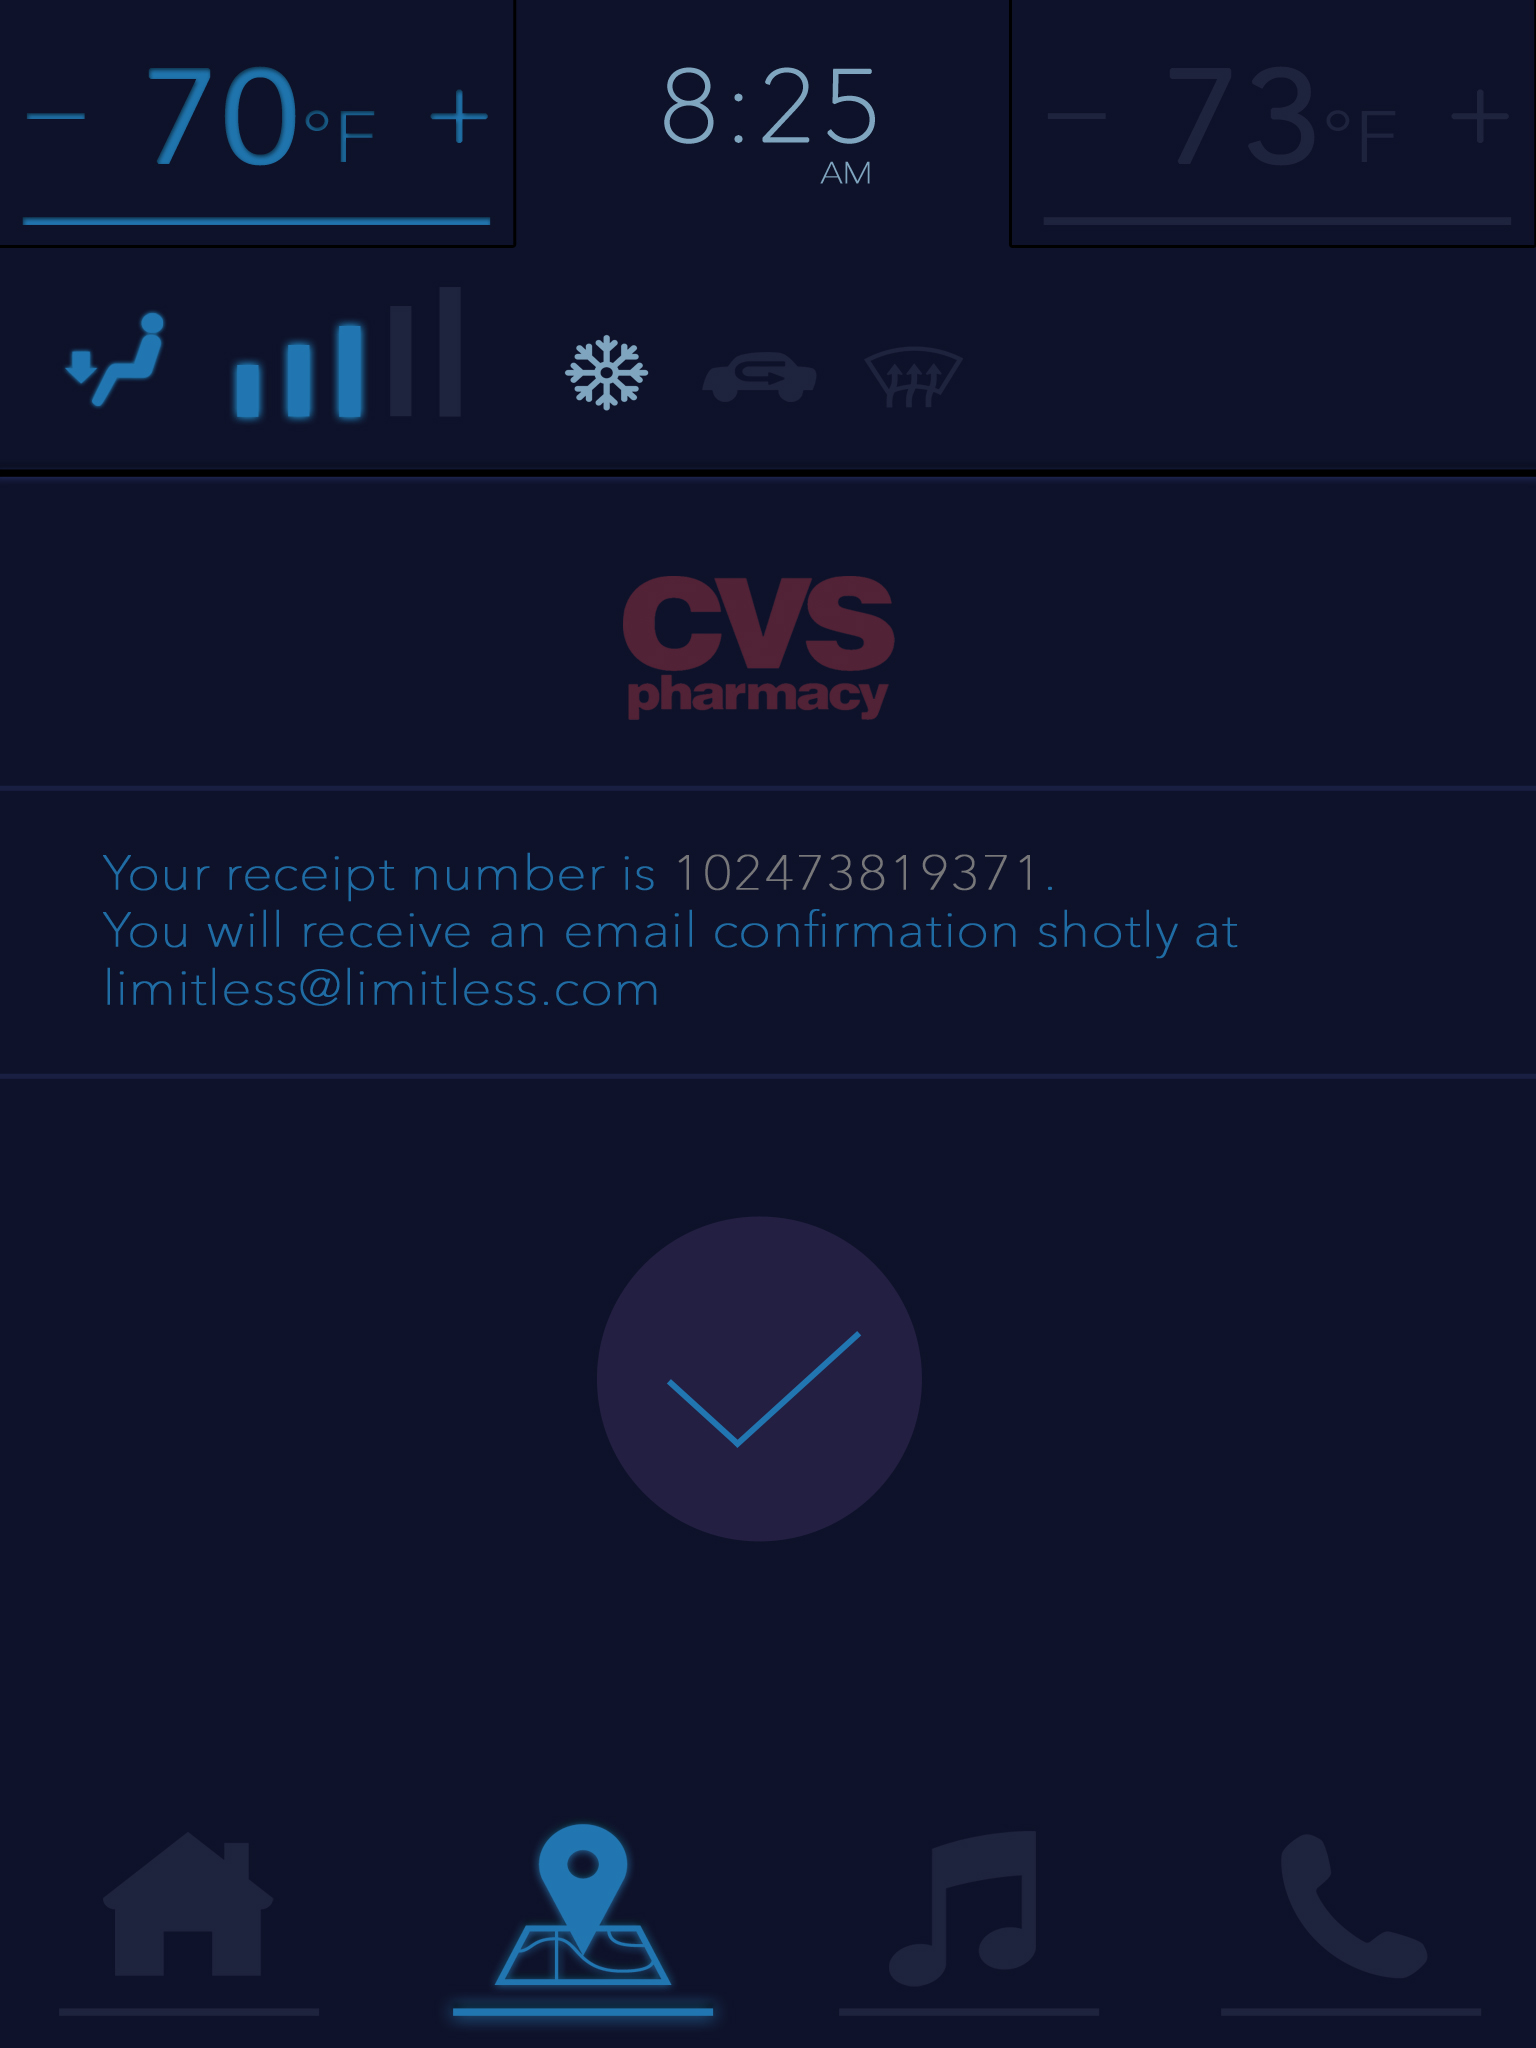 − 70°F +
8:25
AM
− 73°F +
CVS
pharmacy
Your receipt number is 102473819371.
You will receive an email confirmation shotly at
limitless@limitless.com